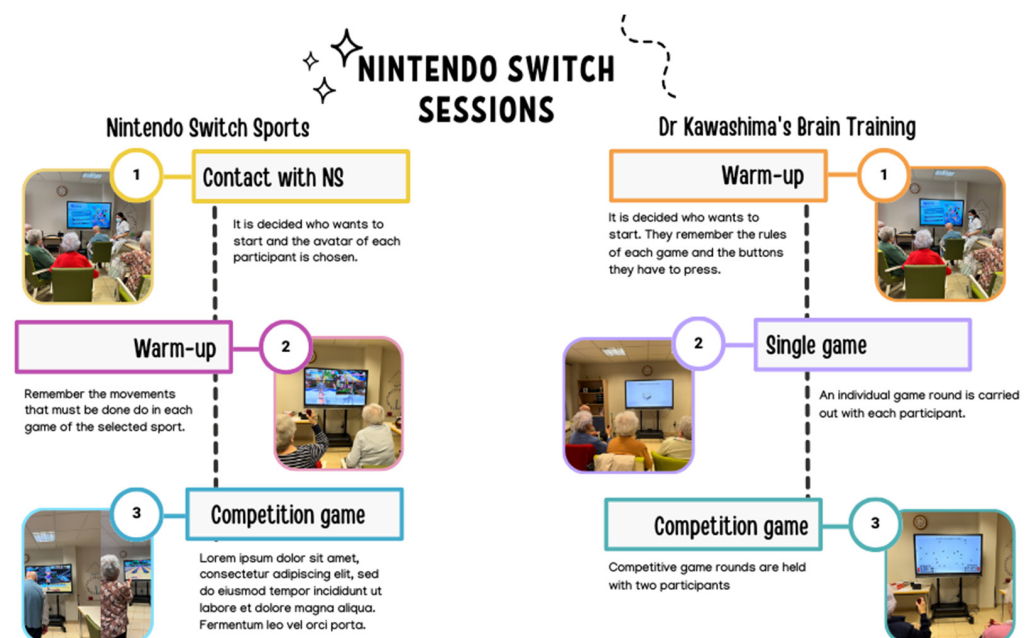 NINTENDO SWITCH
SESSIONS
Nintendo Switch Sports
1
Contact with NS
It is decided who wants to
start and the avatar of each
participant is chosen.
2
Warm-up
Remember the movements
that must be done do in each
game of the selected sport.
3
Competition game
Lorem ipsum dolor sit amet,
consectetur adipiscing elit, sed
do eiusmod tempor incididunt ut
labore et dolore magna aliqua.
Fermentum leo vel orci porta.
Dr Kawashima's Brain Training
Warm-up
1
It is decided who wants to
start. They remember the rules
of each game and the buttons
they have to press.
2
Single game
An individual game round is carried
out with each participant.
Competition game
3
Competitive game rounds are held
with two participants